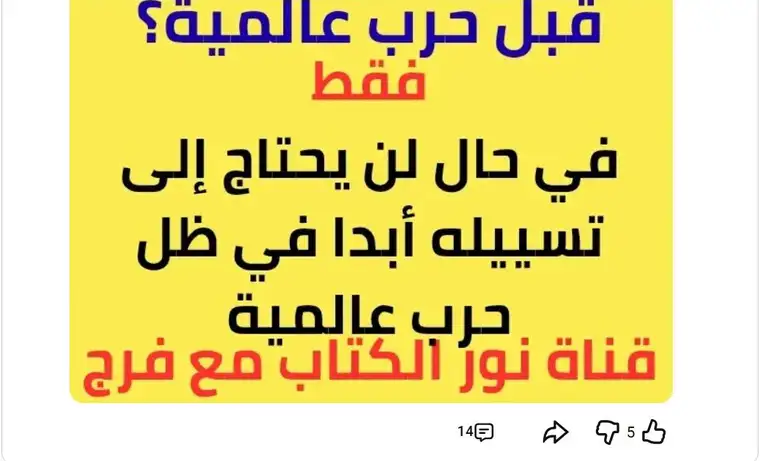 قبل حرب عالمية؟
فقط
في حال لن يحتاج إلى
تسييله أبدا في ظل
حرب عالمية
قناة نور الكتاب مع فرج
5 14